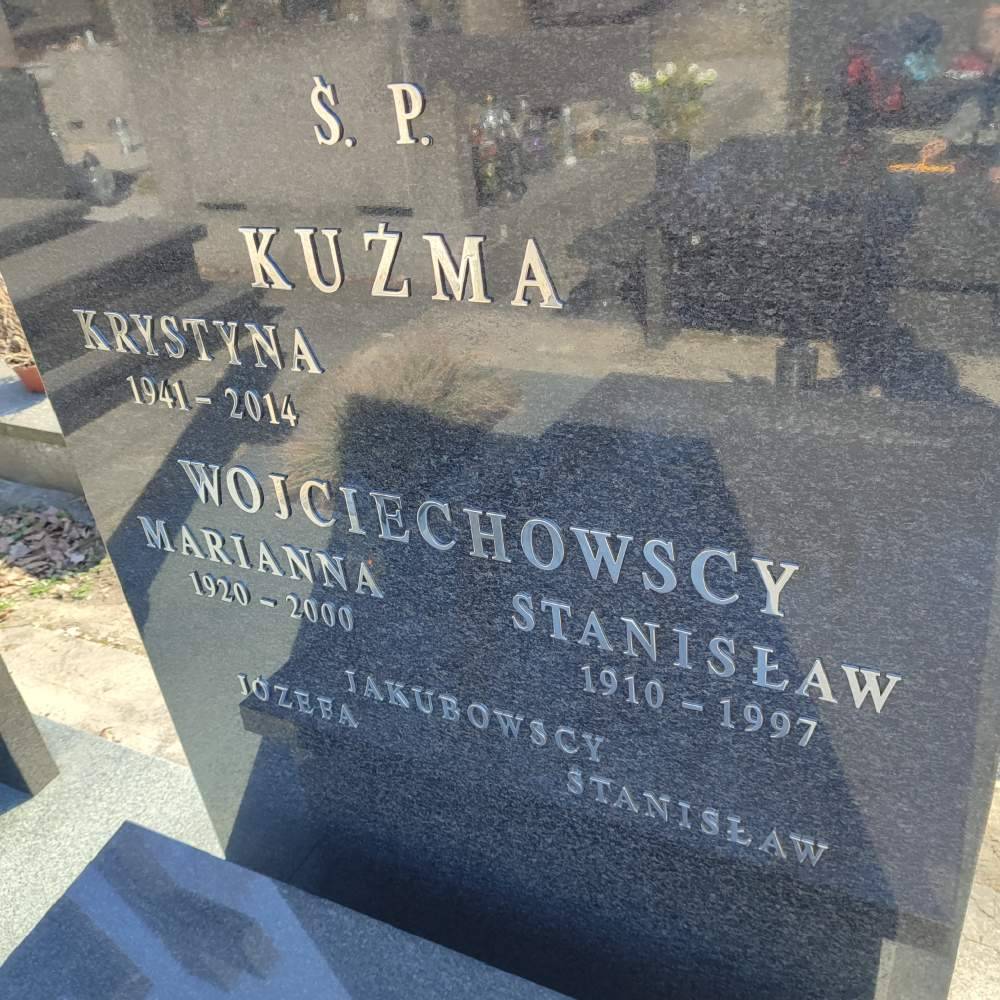 Ś. P.
KUŹMA
KRYSTYNA
1941 - 2014
WOJCIECHOWSCY
MARIANNA
1920 - 2000
STANISŁAW
1910 - 1997
JAKUBOWSCY
JÓZEFA
STANISŁAW